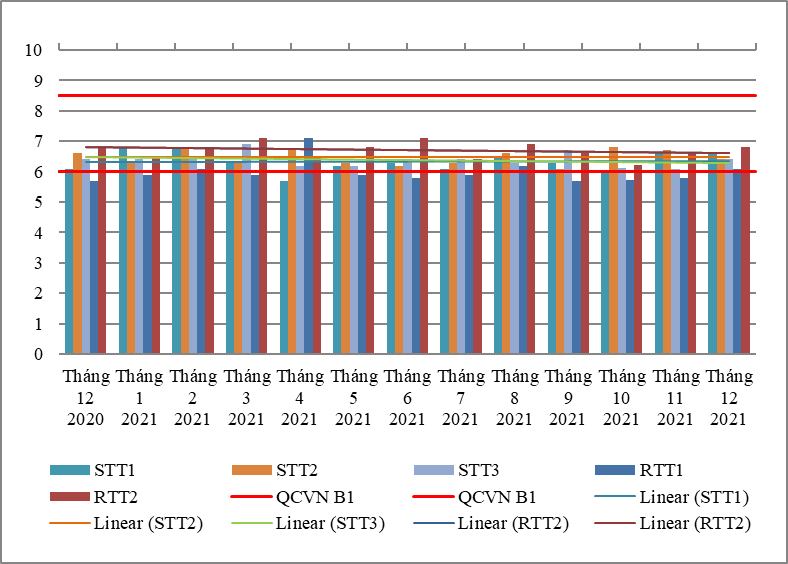 10
9
8
7
6
5
4
3
2
1
0
Tháng Tháng Tháng Tháng Tháng Tháng Tháng Tháng Tháng Tháng Tháng Tháng Tháng
12 1 2 3 4 5 6 7 8 9 10 11 12
2020 2021 2021 2021 2021 2021 2021 2021 2021 2021 2021 2021 2021
STT1 STT2 STT3 RTT1
RTT2 QCVN B1 QCVN B1 Linear (STT1)
Linear (STT2) Linear (STT3) Linear (RTT2) Linear (RTT2)